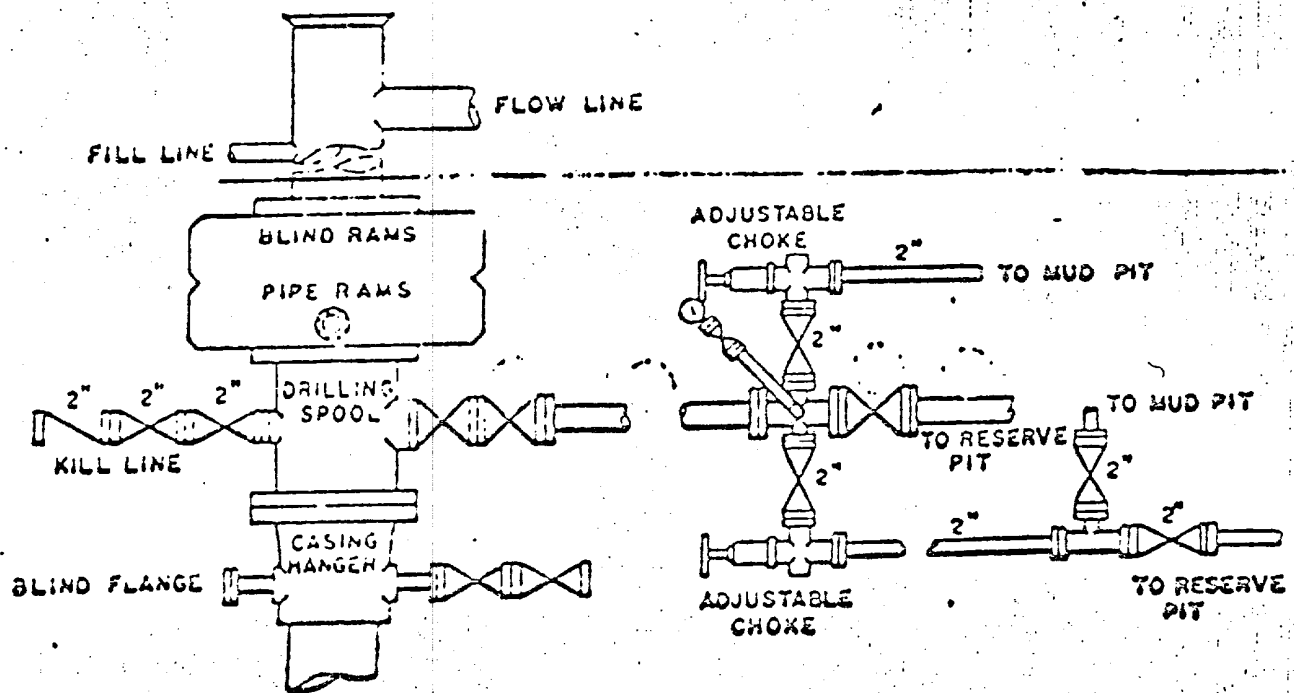 FLOW LINE
FILL LINE
BLIND RAMS
PIPE RAMS
ADJUSTABLE
CHOKE
2"
TO MUD PIT
2"
2" 2" 2"
DRILLING
SPOOL
KILL LINE
TO RESERVE
PIT
2"
TO MUD PIT
2"
2"
2"
CASING
HANGER
BLIND FLANGE
ADJUSTABLE
CHOKE
TO RESERVE
PIT